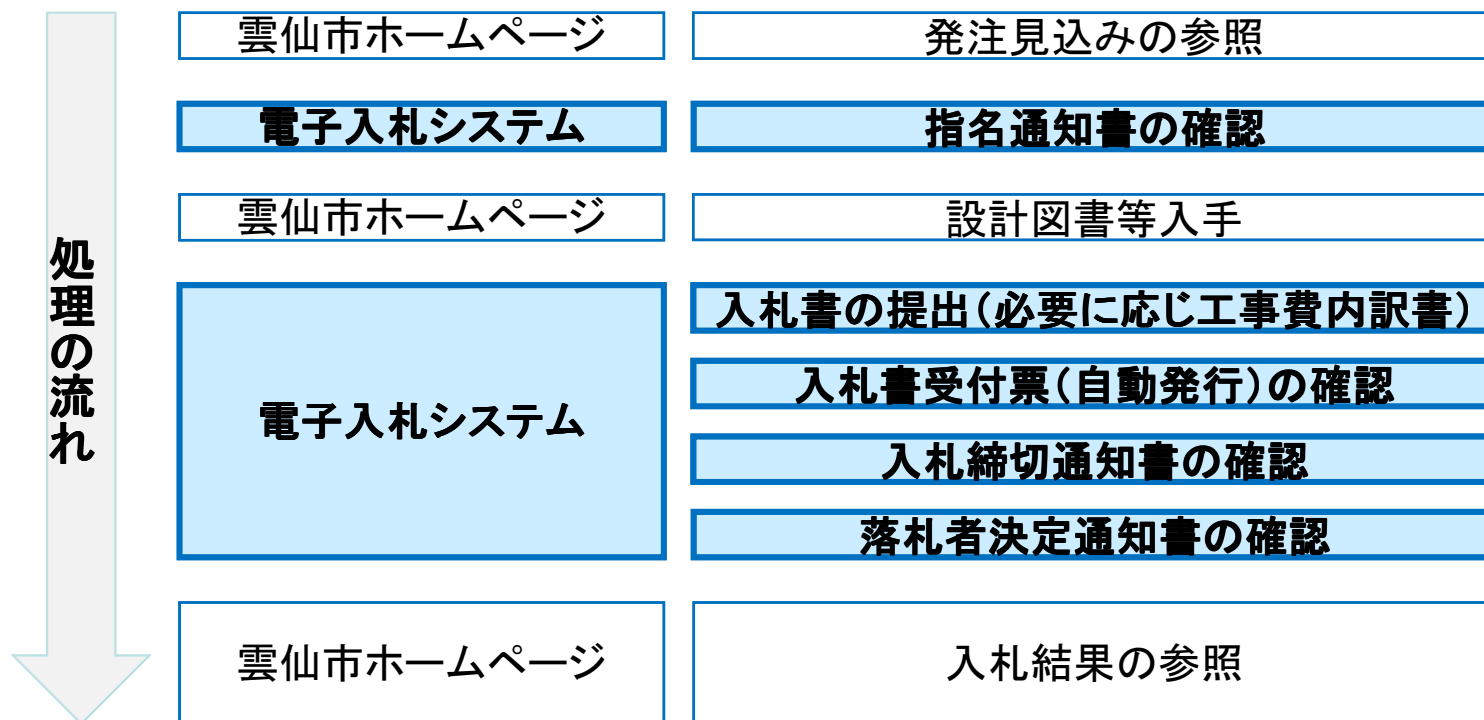 処理の流れ
雲仙市ホームページ
発注見込みの参照
電子入札システム
指名通知書の確認
雲仙市ホームページ
設計図書等入手
電子入札システム
入札書の提出(必要に応じ工事費内訳書)
入札書受付票(自動発行)の確認
入札締切通知書の確認
落札者決定通知書の確認
雲仙市ホームページ
入札結果の参照